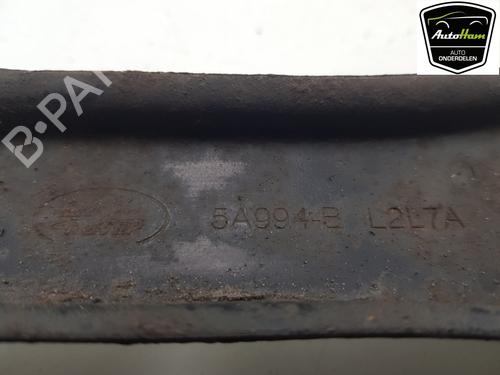 AutoHam
AUTO
ONDERDELEN
B-PA
5A994-B L2L7A